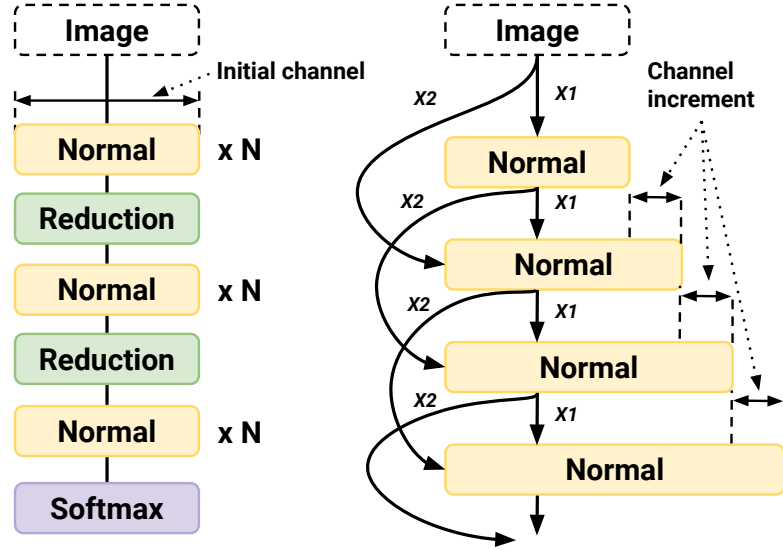 Image
Initial channel
Normal
x N
Reduction
Normal
x N
Reduction
Normal
x N
Softmax
Image
X2
X1
Channel
increment
Normal
X2
X1
Normal
X2
X1
Normal
X2
X1
Normal